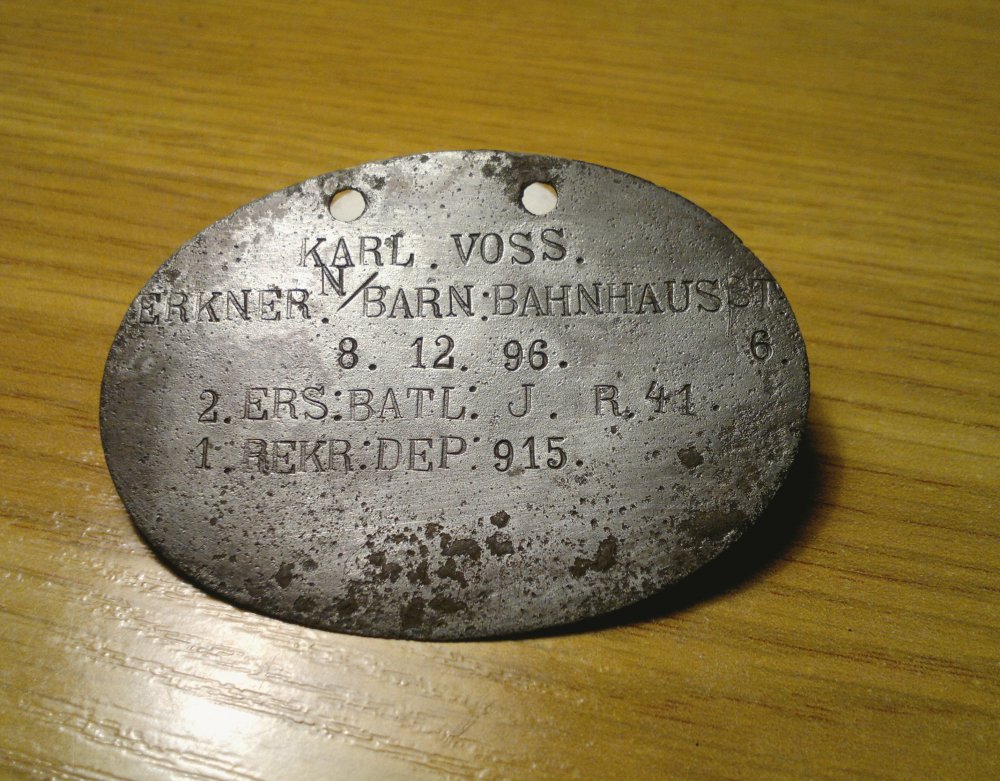 KARL. VOSS.
ERKNER. N/BARN: BAHNHAUSST.
8. 12. 96. 6.
2. ERS: BATL: J. R. 41
1. REKR: DEP: 915.